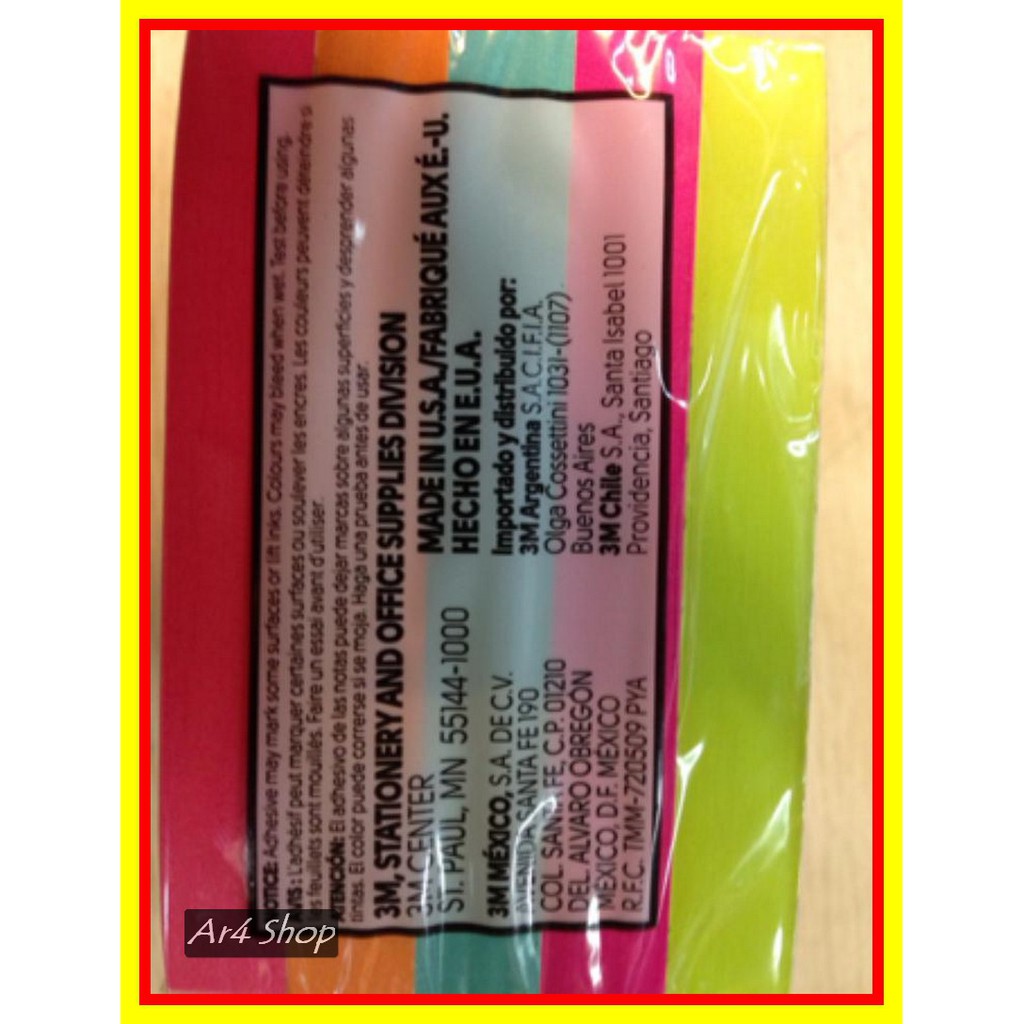 NOTICE: Adhesive may mark some surfaces or lift inks. Colours may bleed when wet. Test before using.
AVIS : L'adhésif peut marquer certaines surfaces ou soulever les encres. Les couleurs peuvent déteindre si
les feuillets sont mouillés. Faire un essai avant d'utiliser.
ATENCIÓN: El adhesivo de las notas puede dejar marcas sobre algunas superficies y desprender algunas
tintas. El color puede correrse si se moja. Haga una prueba antes de usar.
3M, STATIONERY AND OFFICE SUPPLIES DIVISION
3M CENTER
ST. PAUL, MN 55144-1000
MADE IN U.S.A./FABRIQUÉ AUX É.-U.
HECHO EN E.U.A.
3M MÉXICO, S.A. DE C.V.
AVENIDA SANTA FE 190
COL. SANTA FE, C.P. 01210
DEL. ALVARO OBREGÓN
MÉXICO, D.F. MÉXICO
R.F.C. TMM-720509 PYA
Importado y distribuido por:
3M Argentina S.A.C.I.F.I.A.
Olga Cossettini 1031-(1107)
Buenos Aires
3M Chile S.A., Santa Isabel 1001
Providencia, Santiago
Ar4 Shop